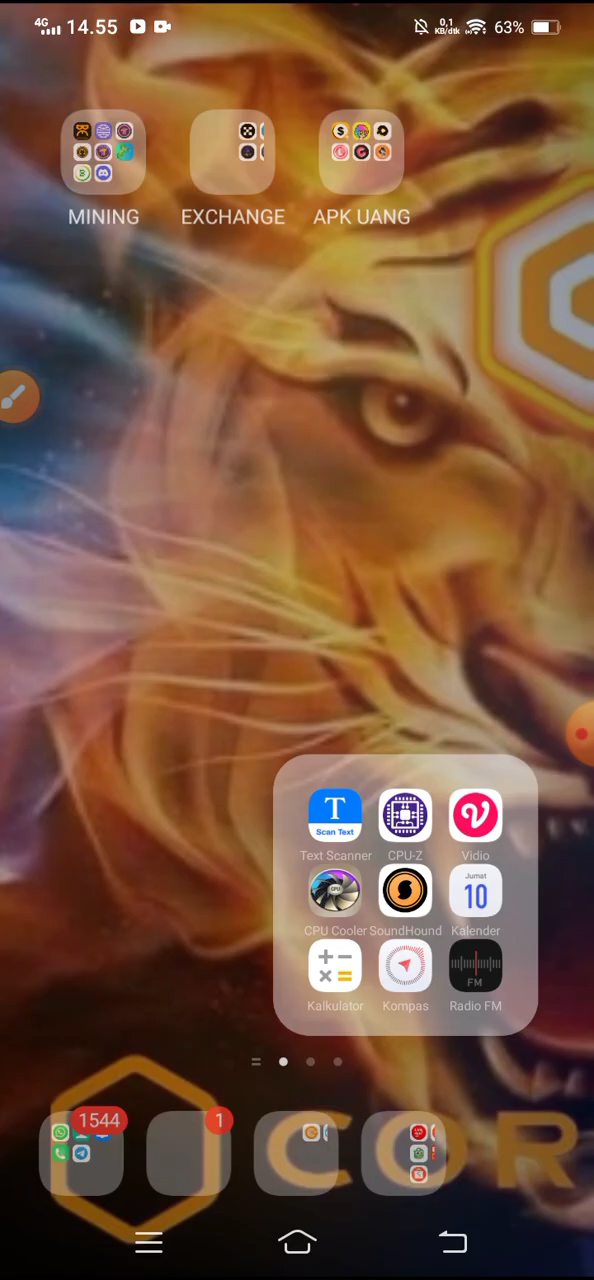 4G 14.55 0,1 KB/dtk 63%
MINING EXCHANGE APK UANG
T
Scan Text
Text Scanner CPU-Z Vidio
CPU
Jumat
10
CPU Cooler SoundHound Kalender
FM
Kalkulator Kompas Radio FM
1544 1
COR